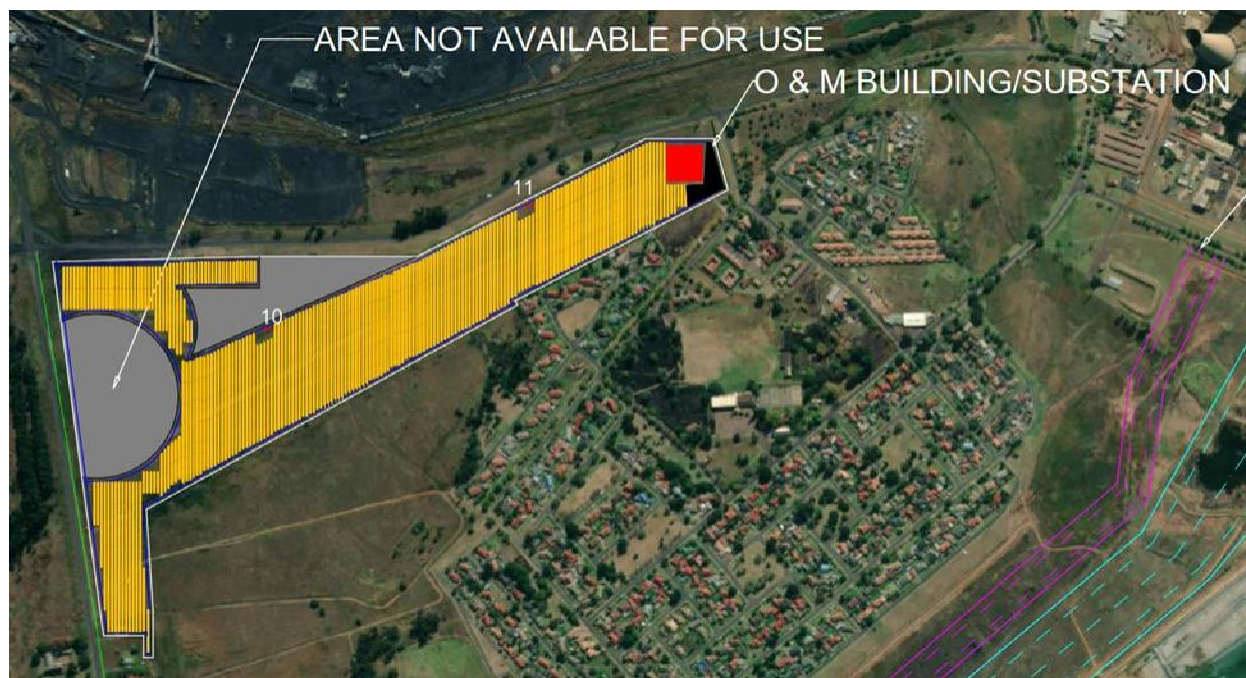 AREA NOT AVAILABLE FOR USE
O & M BUILDING/SUBSTATION
11
10